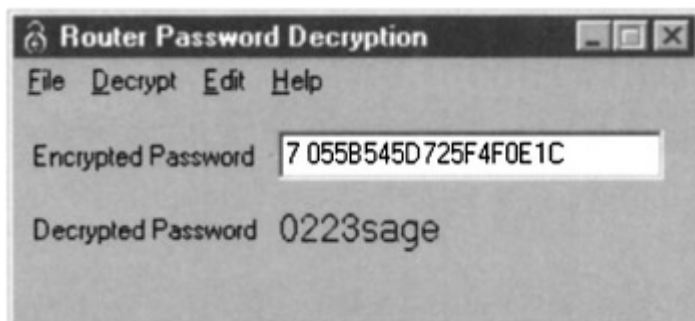 Router Password Decryption
File Decrypt Edit Help
Encrypted Password 7 055B545D725F4F0E1C
Decrypted Password 0223sage